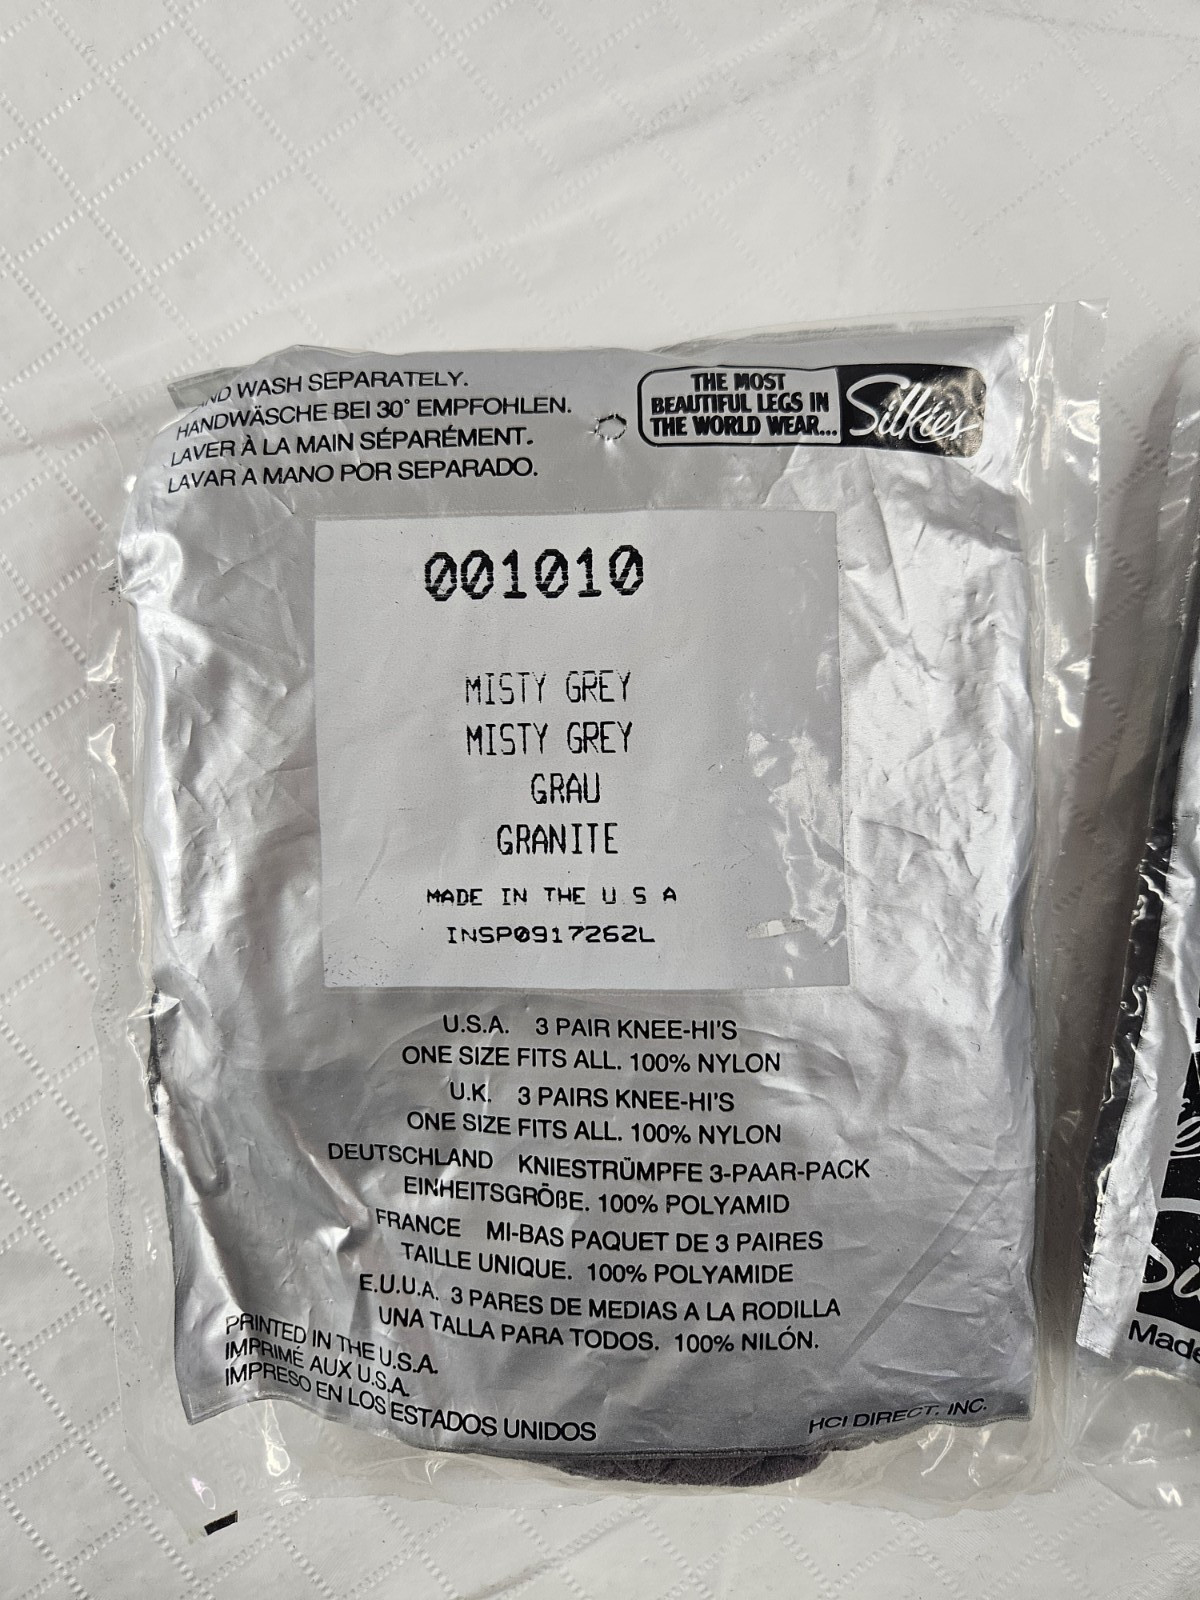 HAND WASH SEPARATELY.
HANDWÄSCHE BEI 30° EMPFOHLEN.
LAVER À LA MAIN SÉPARÉMENT.
LAVAR A MANO POR SEPARADO.
THE MOST
BEAUTIFUL LEGS IN
THE WORLD WEAR...
Silkies
001010
MISTY GREY
MISTY GREY
GRAU
GRANITE
MADE IN THE U S A
INSP0917262L
U.S.A. 3 PAIR KNEE-HI'S
ONE SIZE FITS ALL. 100% NYLON
U.K. 3 PAIRS KNEE-HI'S
ONE SIZE FITS ALL. 100% NYLON
DEUTSCHLAND KNIESTRÜMPFE 3-PAAR-PACK
EINHEITSGRÖßE. 100% POLYAMID
FRANCE MI-BAS PAQUET DE 3 PAIRES
TAILLE UNIQUE. 100% POLYAMIDE
E.U.U.A. 3 PARES DE MEDIAS A LA RODILLA
UNA TALLA PARA TODOS. 100% NILÓN.
PRINTED IN THE U.S.A.
IMPRIMÉ AUX U.S.A.
IMPRESO EN LOS ESTADOS UNIDOS
HCI DIRECT, INC.
Made